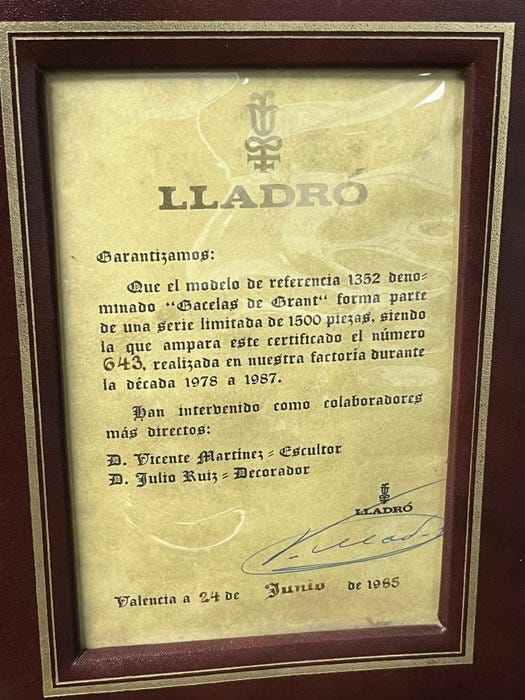 LLADRÓ
Garantizamos:
Que el modelo de referencia 1352 deno-
minado "Gacelas de Grant" forma parte
de una serie limitada de 1500 piezas, siendo
la que ampara este certificado el número
643, realizada en nuestra factoría durante
la década 1978 a 1987.
Han intervenido como colaboradores
más directos:
D. Vicente Martínez = Escultor
D. Julio Ruiz = Decorador
LLADRÓ
Valencia a 24 de Junio de 1985